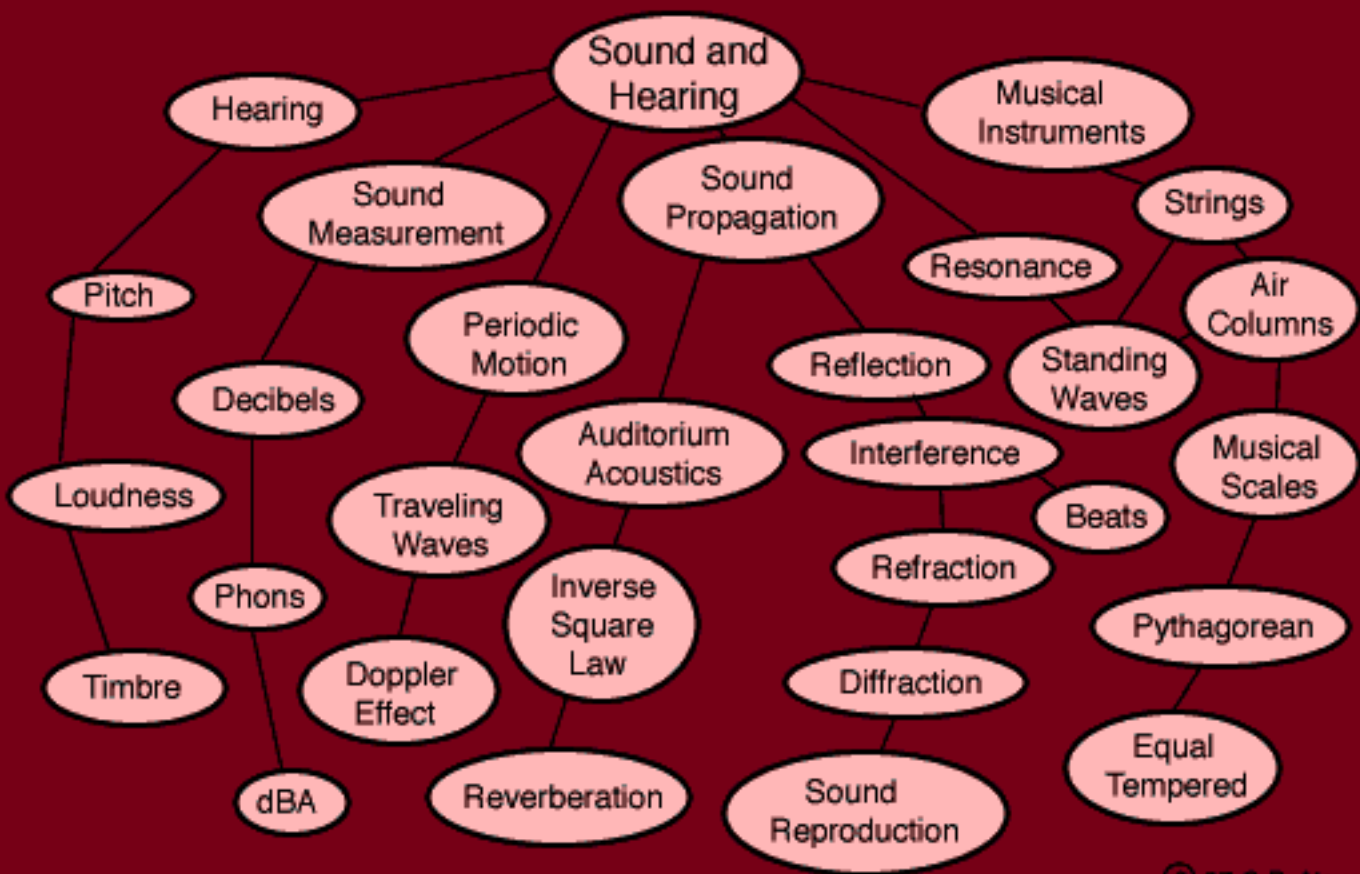 Sound and
Hearing
Hearing
Musical
Instruments
Sound
Measurement
Sound
Propagation
Strings
Resonance
Pitch
Air
Columns
Periodic
Motion
Reflection
Standing
Waves
Decibels
Auditorium
Acoustics
Interference
Musical
Scales
Loudness
Traveling
Waves
Beats
Refraction
Phons
Inverse
Square
Law
Pythagorean
Timbre
Doppler
Effect
Diffraction
Equal
Tempered
dBA
Reverberation
Sound
Reproduction